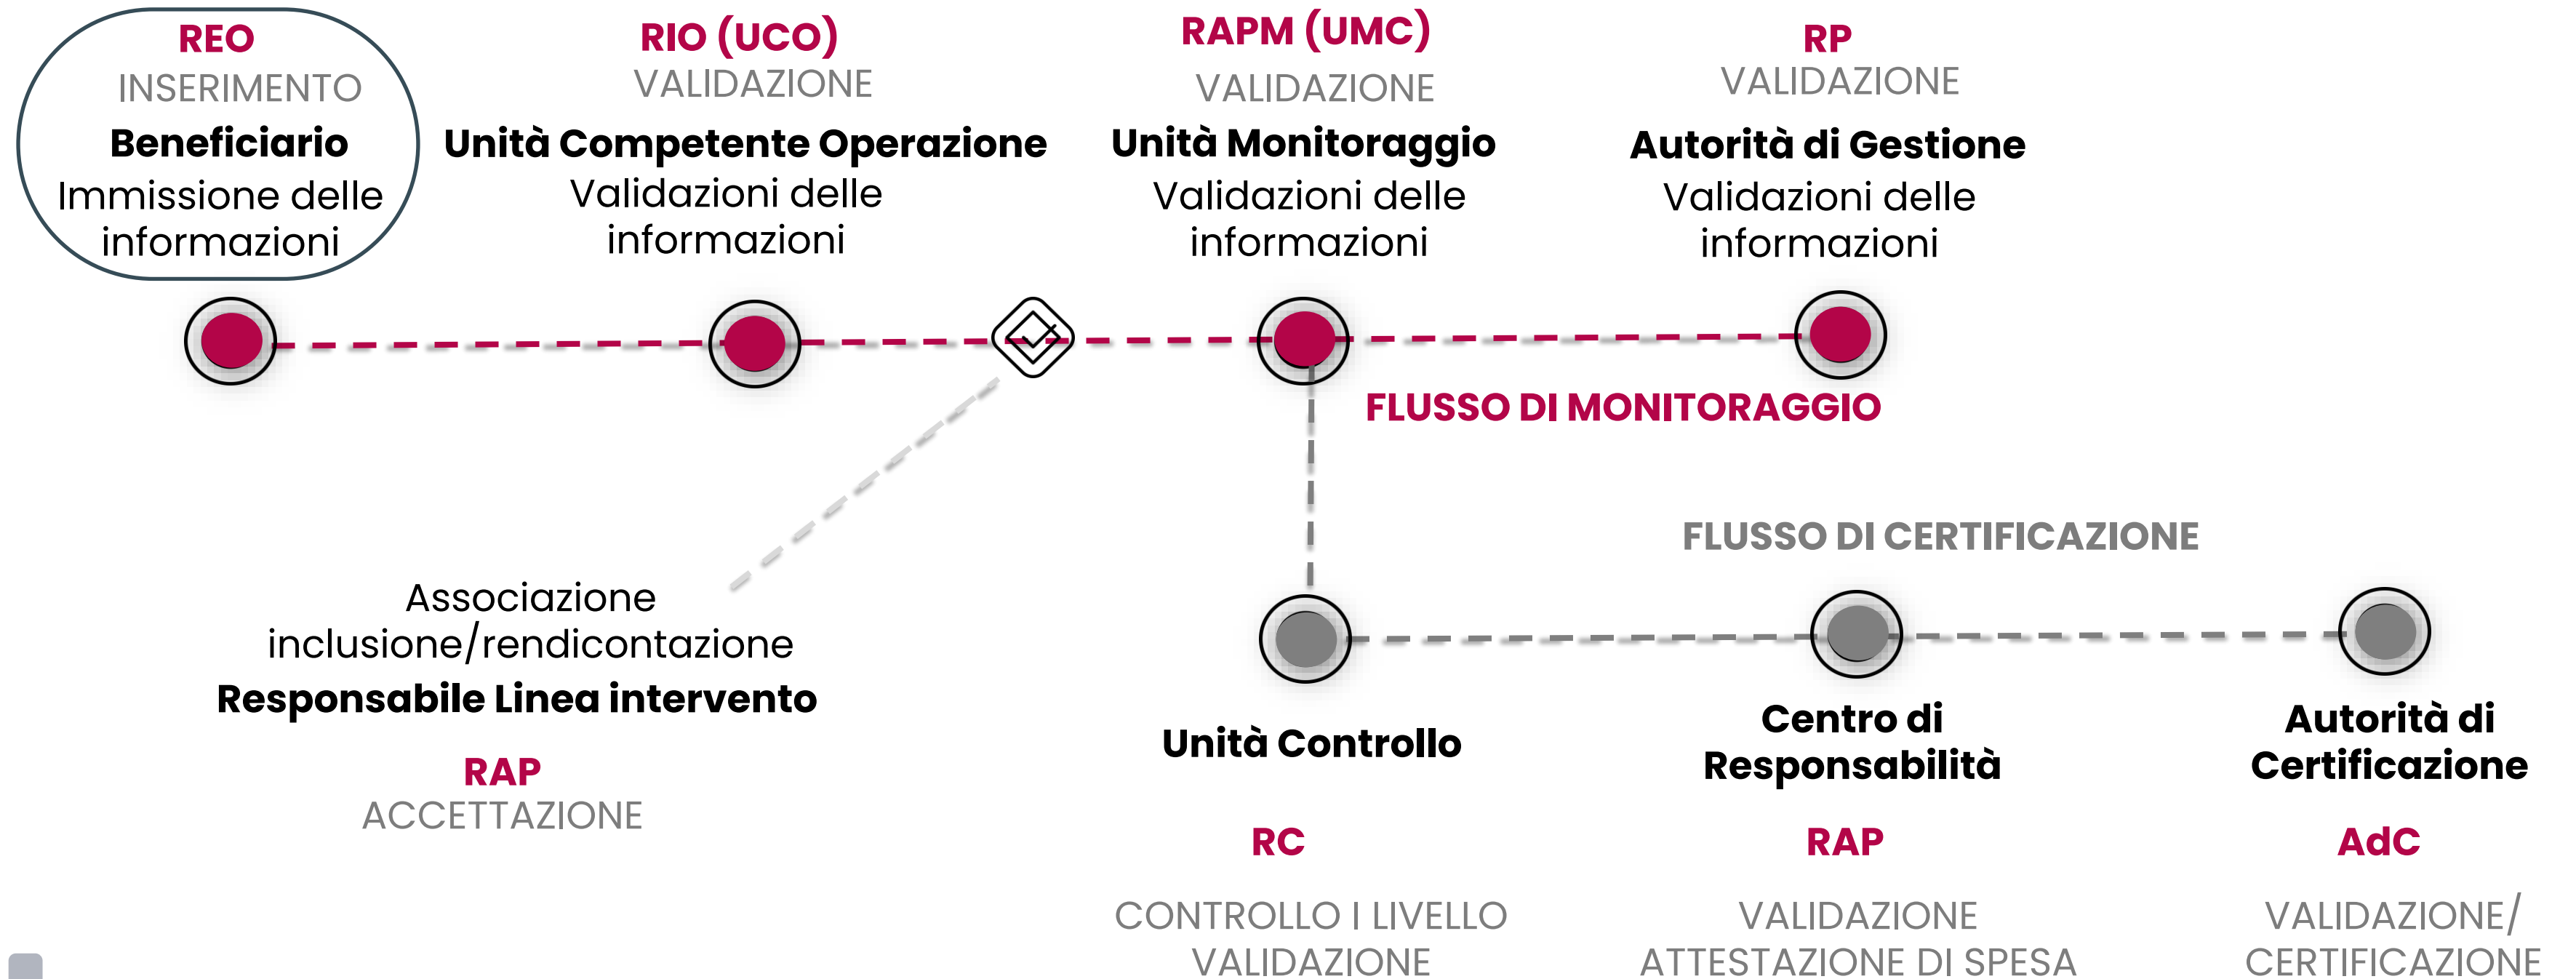 REO
INSERIMENTO
Beneficiario
Immissione delle
informazioni
RIO (UCO)
VALIDAZIONE
Unità Competente Operazione
Validazioni delle
informazioni
RAPM (UMC)
VALIDAZIONE
Unità Monitoraggio
Validazioni delle
informazioni
RP
VALIDAZIONE
Autorità di Gestione
Validazioni delle
informazioni
FLUSSO DI MONITORAGGIO
FLUSSO DI CERTIFICAZIONE
Associazione
inclusione/rendicontazione
Responsabile Linea intervento
RAP
ACCETTAZIONE
Unità Controllo
RC
CONTROLLO I LIVELLO
VALIDAZIONE
Centro di
Responsabilità
RAP
VALIDAZIONE
ATTESTAZIONE DI SPESA
Autorità di
Certificazione
AdC
VALIDAZIONE/
CERTIFICAZIONE